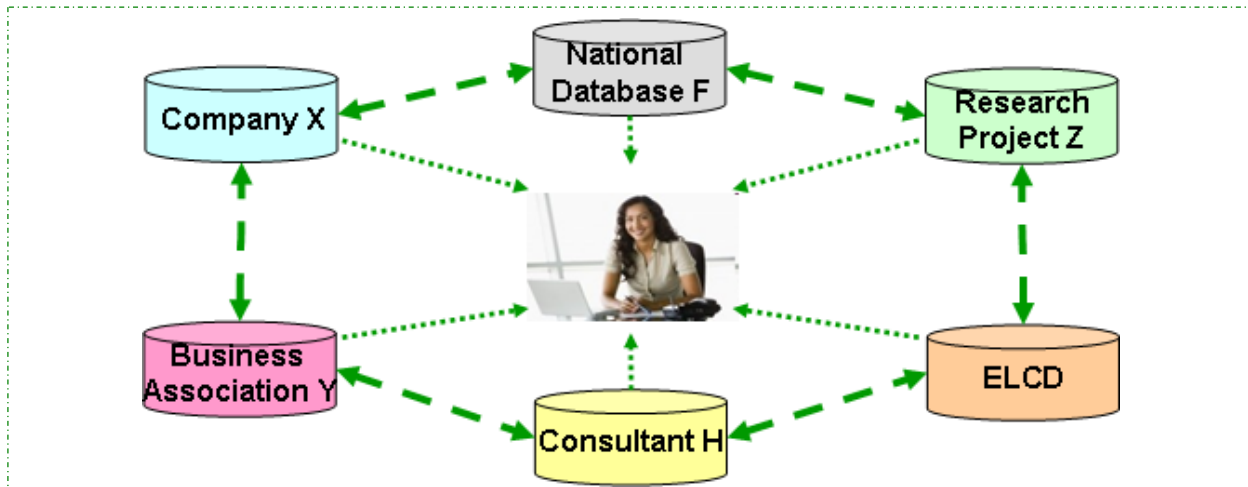 National
Database F
Company X
Research
Project Z
Business
Association Y
ELCD
Consultant H